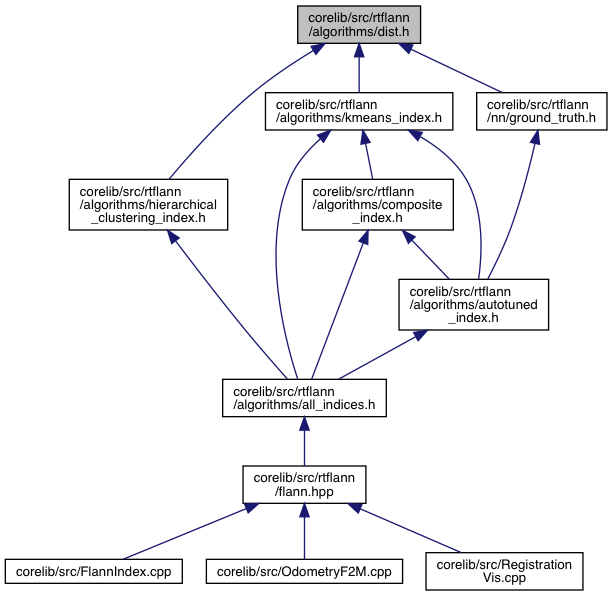 corelib/src/rtflann
/algorithms/dist.h
corelib/src/rtflann
/algorithms/kmeans_index.h
corelib/src/rtflann
/nn/ground_truth.h
corelib/src/rtflann
/algorithms/hierarchical
_clustering_index.h
corelib/src/rtflann
/algorithms/composite
_index.h
corelib/src/rtflann
/algorithms/autotuned
_index.h
corelib/src/rtflann
/algorithms/all_indices.h
corelib/src/rtflann
/flann.hpp
corelib/src/FlannIndex.cpp
corelib/src/OdometryF2M.cpp
corelib/src/Registration
Vis.cpp